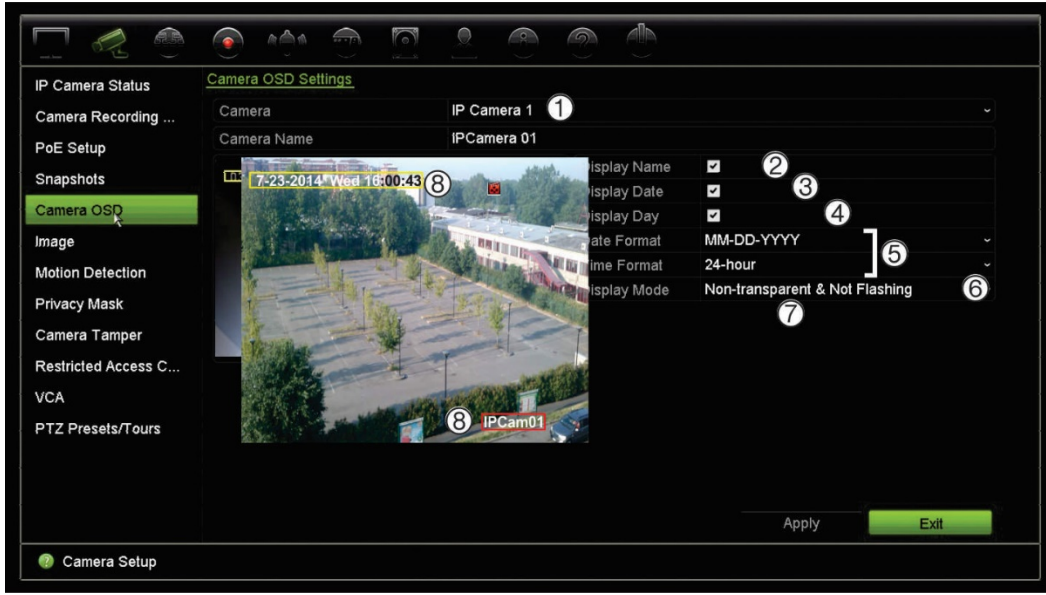 Camera OSD Settings
IP Camera Status
Camera Recording ...
PoE Setup
Snapshots
Camera OSD
Image
Motion Detection
Privacy Mask
Camera Tamper
Restricted Access C...
VCA
PTZ Presets/Tours
Camera IP Camera 1 ①
Camera Name IPCamera 01
7-23-2014 Wed 16:00:43 ⑧
⑧ IPCam01
isplay Name ②
isplay Date ③
isplay Day ④
ate Format MM-DD-YYYY
⑤
ime Format 24-hour
isplay Mode Non-transparent & Not Flashing ⑥
⑦
Apply Exit
Camera Setup